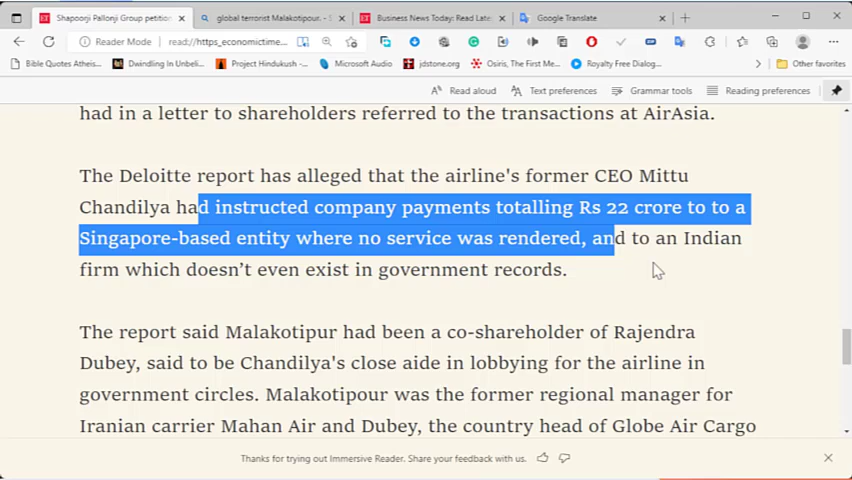 Shapoorji Pallonji Group petition
global terrorist Malakotipour. - S
Business News Today: Read Late
Google Translate
Reader Mode
read://https_economictime...
Bible Quotes Atheis...
Dwindling In Unbeli...
Project Hindukush -...
Microsoft Audio
jdstone.org
Osiris, The First Me...
Royalty Free Dialog...
Other favorites
Read aloud
Text preferences
Grammar tools
Reading preferences
had in a letter to shareholders referred to the transactions at AirAsia.
The Deloitte report has alleged that the airline's former CEO Mittu
Chandilya had instructed company payments totalling Rs 22 crore to to a
Singapore-based entity where no service was rendered, and to an Indian
firm which doesn’t even exist in government records.
The report said Malakotipur had been a co-shareholder of Rajendra
Dubey, said to be Chandilya's close aide in lobbying for the airline in
government circles. Malakotipour was the former regional manager for
Iranian carrier Mahan Air and Dubey, the country head of Globe Air Cargo
Thanks for trying out Immersive Reader. Share your feedback with us.